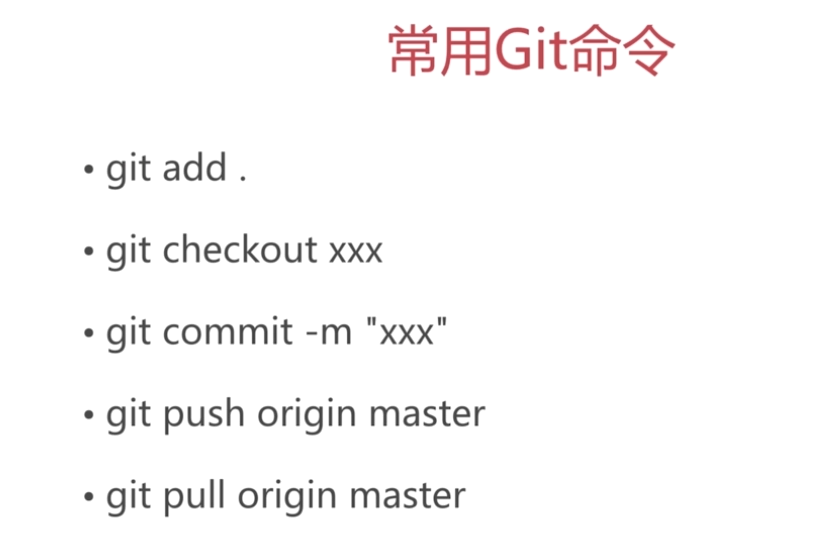 常用Git命令
• git add .
• git checkout xxx
• git commit -m "xxx"
• git push origin master
• git pull origin master